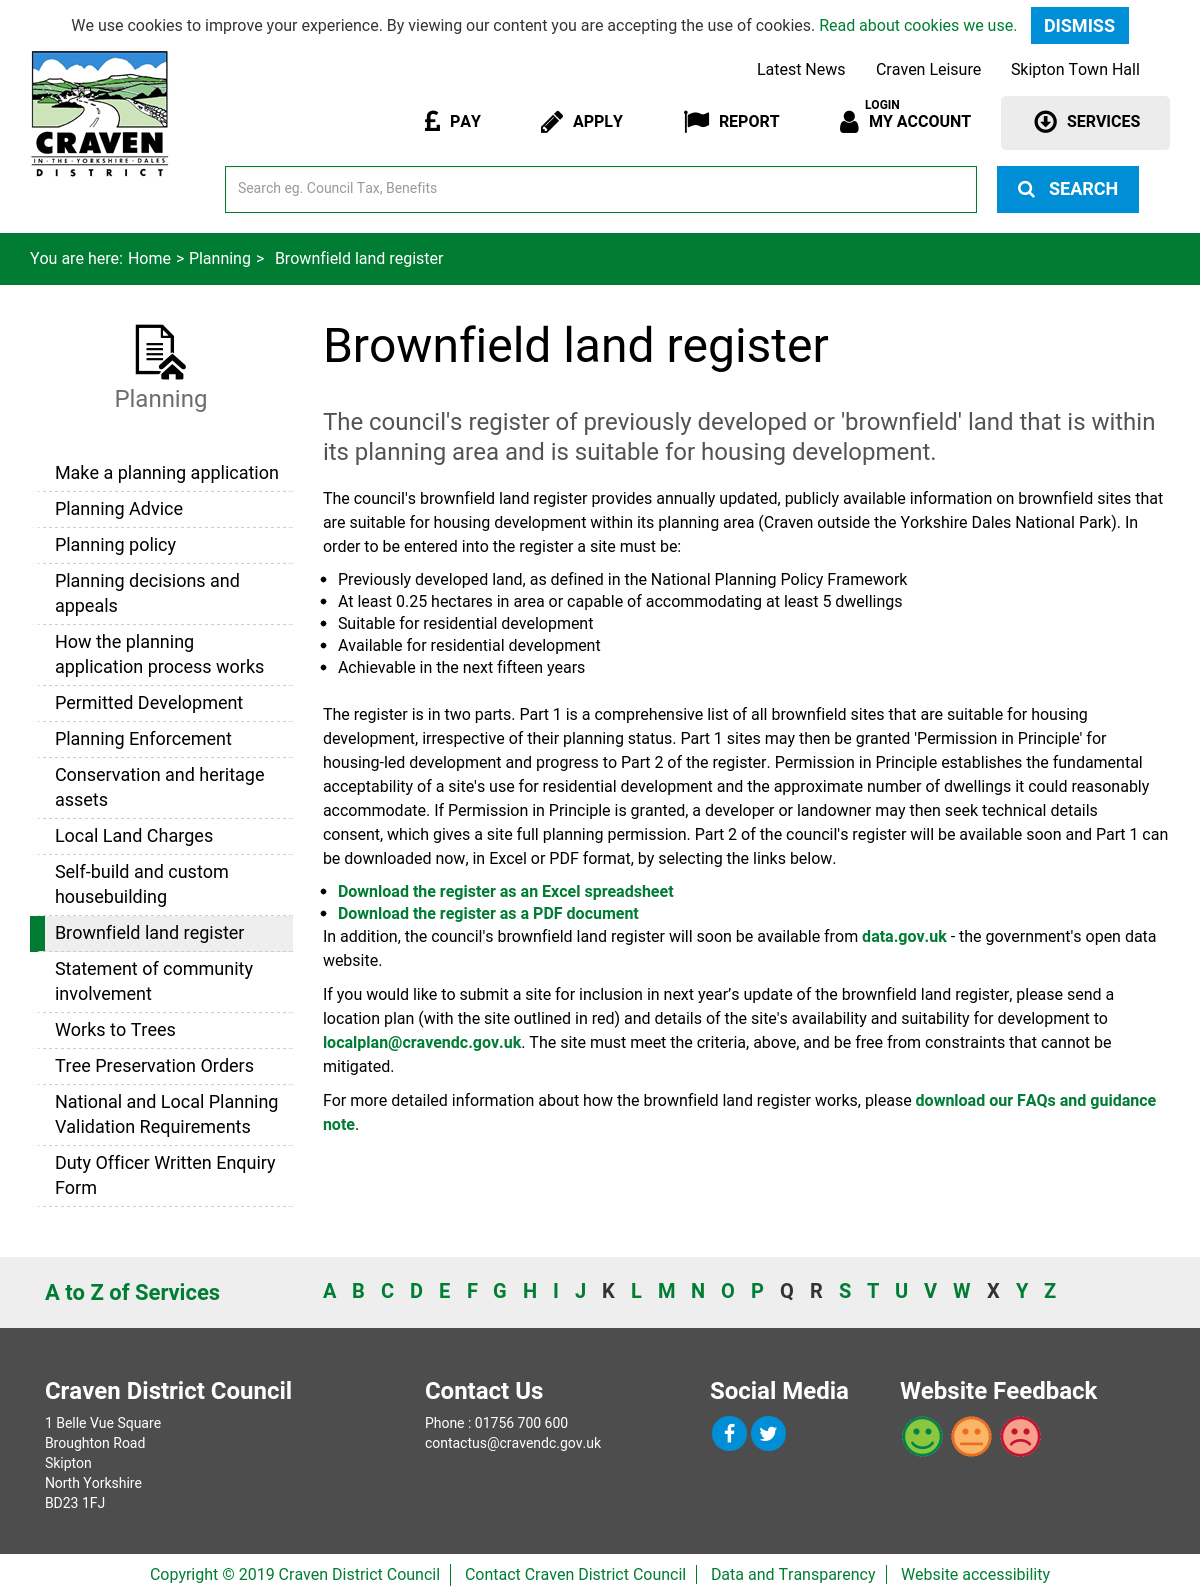 We use cookies to improve your experience. By viewing our content you are accepting the use of cookies. Read about cookies we use. DISMISS
Latest News Craven Leisure Skipton Town Hall
CRAVEN
IN · THE · YORKSHIRE · DALES
DISTRICT
£ PAY APPLY REPORT LOGIN MY ACCOUNT SERVICES
Search eg. Council Tax, Benefits SEARCH
You are here: Home > Planning > Brownfield land register
Planning
Make a planning application
Planning Advice
Planning policy
Planning decisions and
appeals
How the planning
application process works
Permitted Development
Planning Enforcement
Conservation and heritage
assets
Local Land Charges
Self-build and custom
housebuilding
Brownfield land register
Statement of community
involvement
Works to Trees
Tree Preservation Orders
National and Local Planning
Validation Requirements
Duty Officer Written Enquiry
Form
Brownfield land register
The council's register of previously developed or 'brownfield' land that is within
its planning area and is suitable for housing development.
The council's brownfield land register provides annually updated, publicly available information on brownfield sites that
are suitable for housing development within its planning area (Craven outside the Yorkshire Dales National Park). In
order to be entered into the register a site must be:
• Previously developed land, as defined in the National Planning Policy Framework
• At least 0.25 hectares in area or capable of accommodating at least 5 dwellings
• Suitable for residential development
• Available for residential development
• Achievable in the next fifteen years
The register is in two parts. Part 1 is a comprehensive list of all brownfield sites that are suitable for housing
development, irrespective of their planning status. Part 1 sites may then be granted 'Permission in Principle' for
housing-led development and progress to Part 2 of the register. Permission in Principle establishes the fundamental
acceptability of a site's use for residential development and the approximate number of dwellings it could reasonably
accommodate. If Permission in Principle is granted, a developer or landowner may then seek technical details
consent, which gives a site full planning permission. Part 2 of the council's register will be available soon and Part 1 can
be downloaded now, in Excel or PDF format, by selecting the links below.
• Download the register as an Excel spreadsheet
• Download the register as a PDF document
In addition, the council's brownfield land register will soon be available from data.gov.uk - the government's open data
website.
If you would like to submit a site for inclusion in next year’s update of the brownfield land register, please send a
location plan (with the site outlined in red) and details of the site's availability and suitability for development to
localplan@cravendc.gov.uk. The site must meet the criteria, above, and be free from constraints that cannot be
mitigated.
For more detailed information about how the brownfield land register works, please download our FAQs and guidance
note.
A to Z of Services A B C D E F G H I J K L M N O P Q R S T U V W X Y Z
Craven District Council
1 Belle Vue Square
Broughton Road
Skipton
North Yorkshire
BD23 1FJ
Contact Us
Phone : 01756 700 600
contactus@cravendc.gov.uk
Social Media
Website Feedback
Copyright © 2019 Craven District Council Contact Craven District Council Data and Transparency Website accessibility